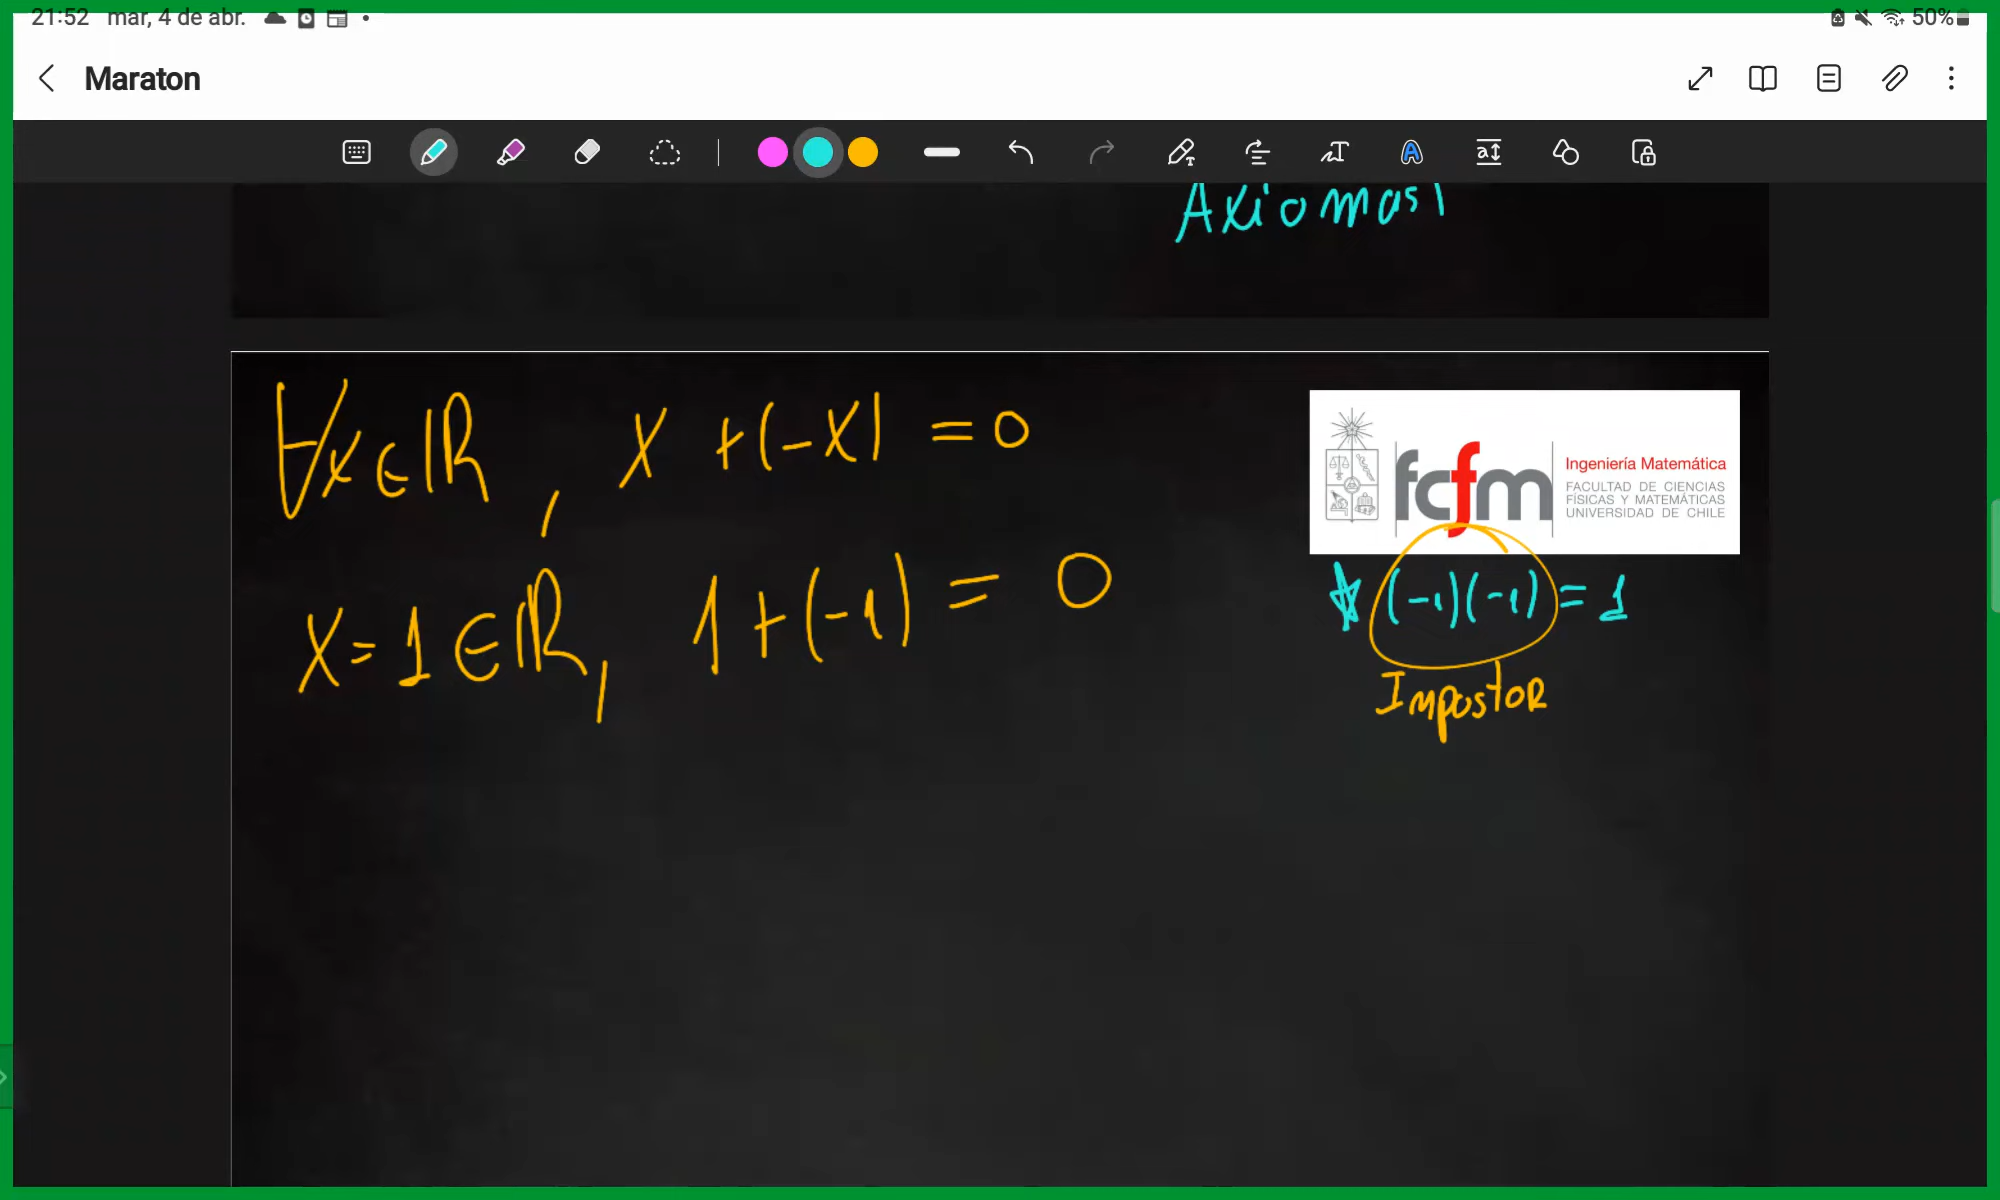 21:52 mar, 4 de abr. 50%
Maraton
Axiomas!
∀x∈ℝ, x + (-x) = 0
x = 1 ∈ ℝ, 1 + (-1) = 0
fcfm
Ingeniería Matemática
FACULTAD DE CIENCIAS
FÍSICAS Y MATEMÁTICAS
UNIVERSIDAD DE CHILE
☆ (-1)(-1) = 1
Impostor